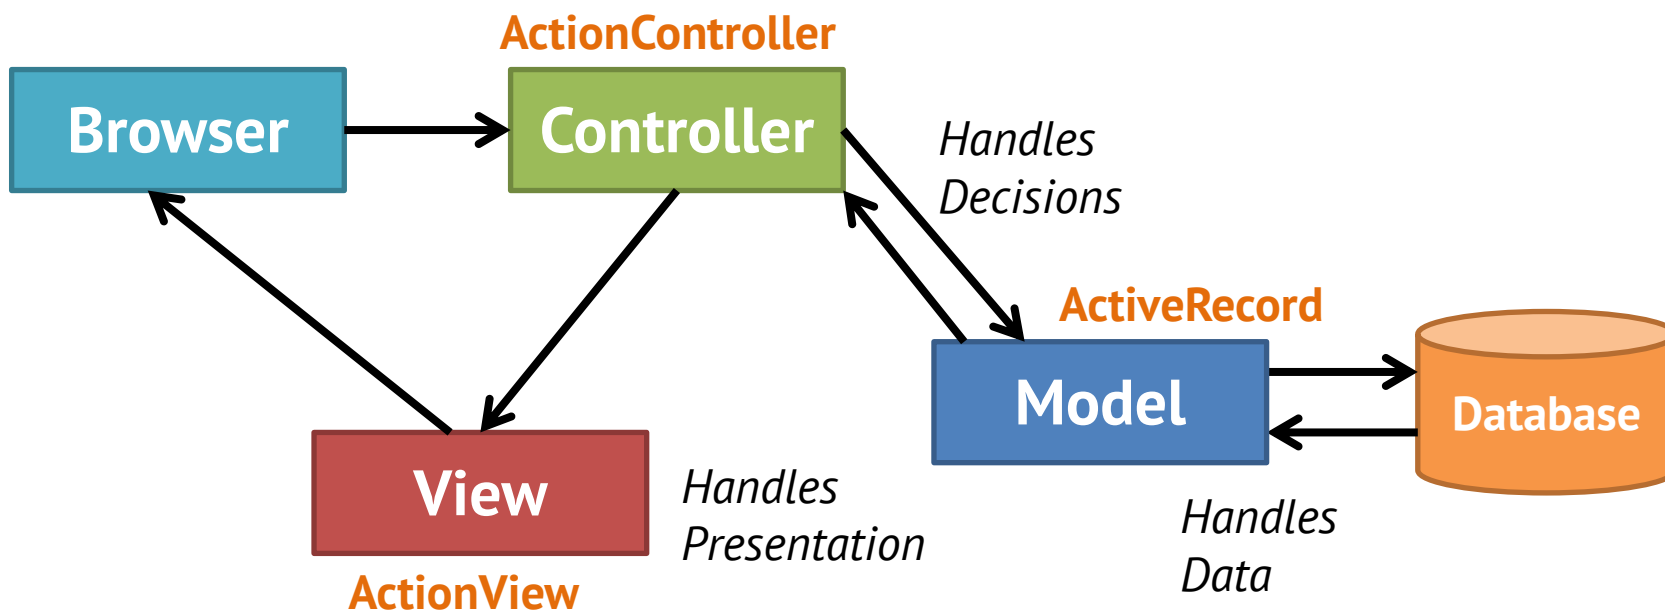 ActionController
Browser
Controller
Handles
Decisions
ActiveRecord
Model
Database
View
Handles
Presentation
Handles
Data
ActionView